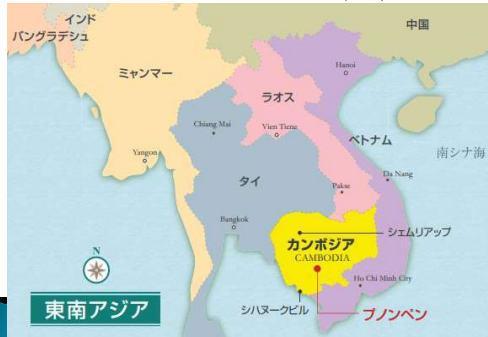 インド
バングラデシュ
中国
ミャンマー
Hanoi
ラオス
Chiang Mai
Vien Tiene
ベトナム
南シナ海
Yangon
タイ
Da Nang
Pakse
Bangkok
シェムリアップ
カンボジア
CAMBODIA
N
Ho Chi Minh City
東南アジア
シハヌークビル
プノンペン